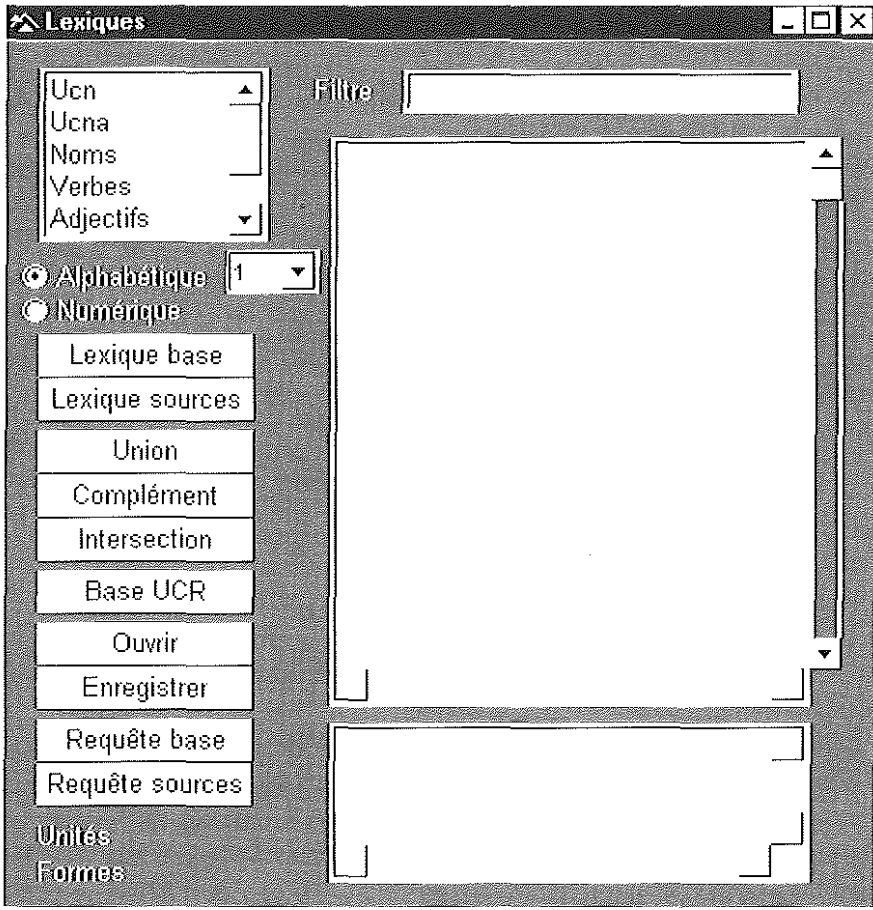 Lexiques
Ucn
Ucna
Noms
Verbes
Adjectifs
Filtre
Alphabétique
1
Numérique
Lexique base
Lexique sources
Union
Complément
Intersection
Base UCR
Ouvrir
Enregistrer
Requête base
Requête sources
Unités
Formes